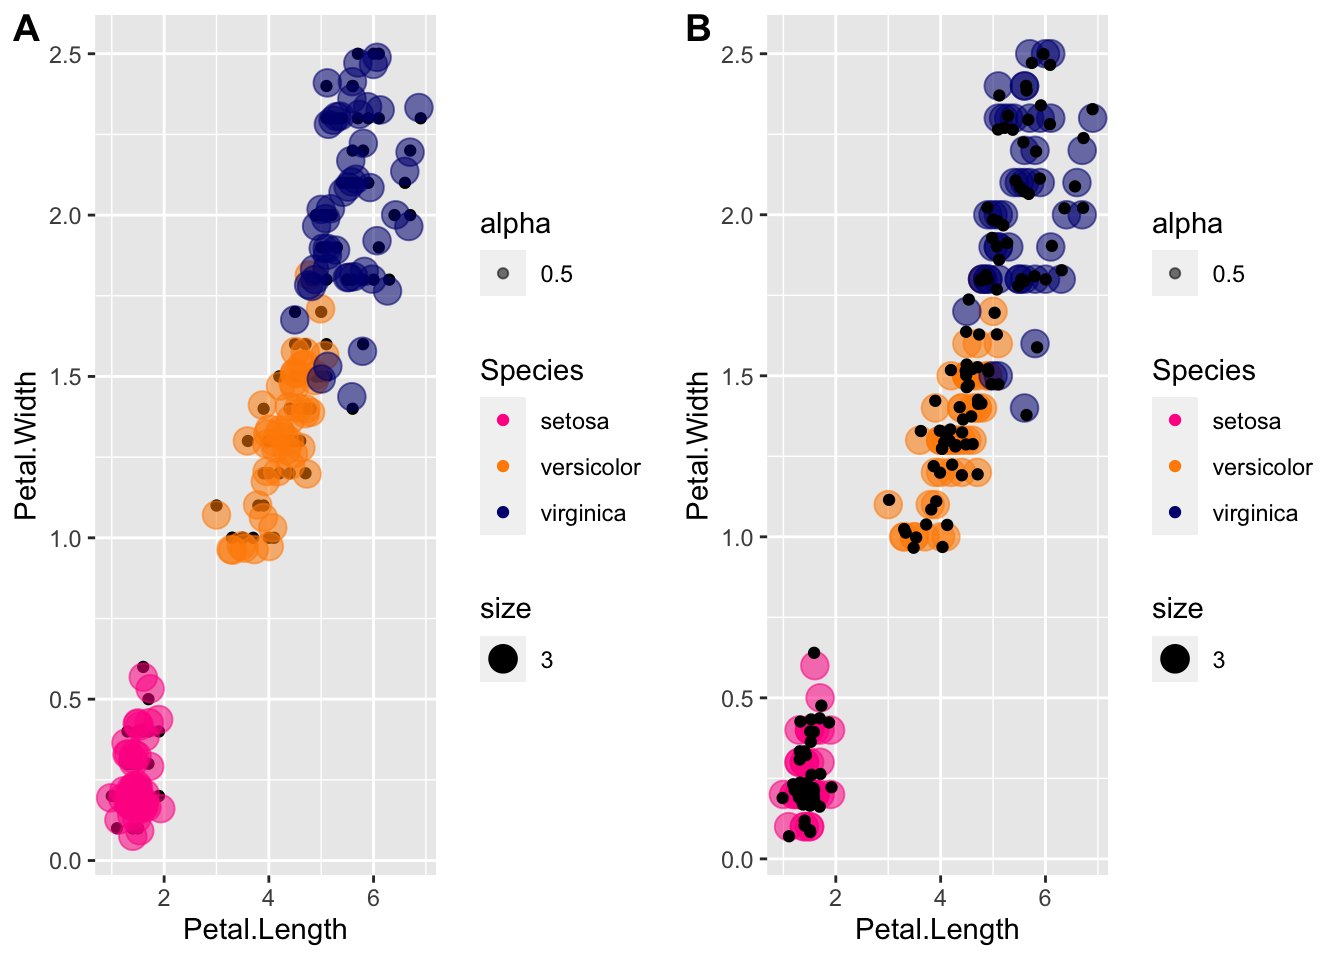 A
2.5
2.0
1.5
1.0
0.5
0.0
Petal.Width
2 4 6
Petal.Length
alpha
0.5
Species
setosa
versicolor
virginica
size
3
B
2.5
2.0
1.5
1.0
0.5
0.0
Petal.Width
2 4 6
Petal.Length
alpha
0.5
Species
setosa
versicolor
virginica
size
3